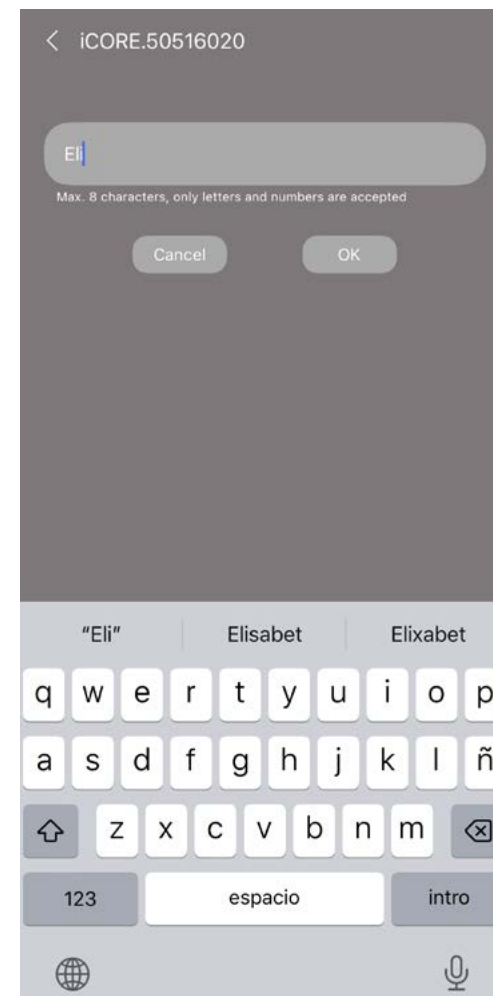 iCORE.50516020
Eli
Max. 8 characters, only letters and numbers are accepted
Cancel OK
"Eli" Elisabet Elixabet
q w e r t y u i o p
a s d f g h j k l ñ
z x c v b n m
123 espacio intro